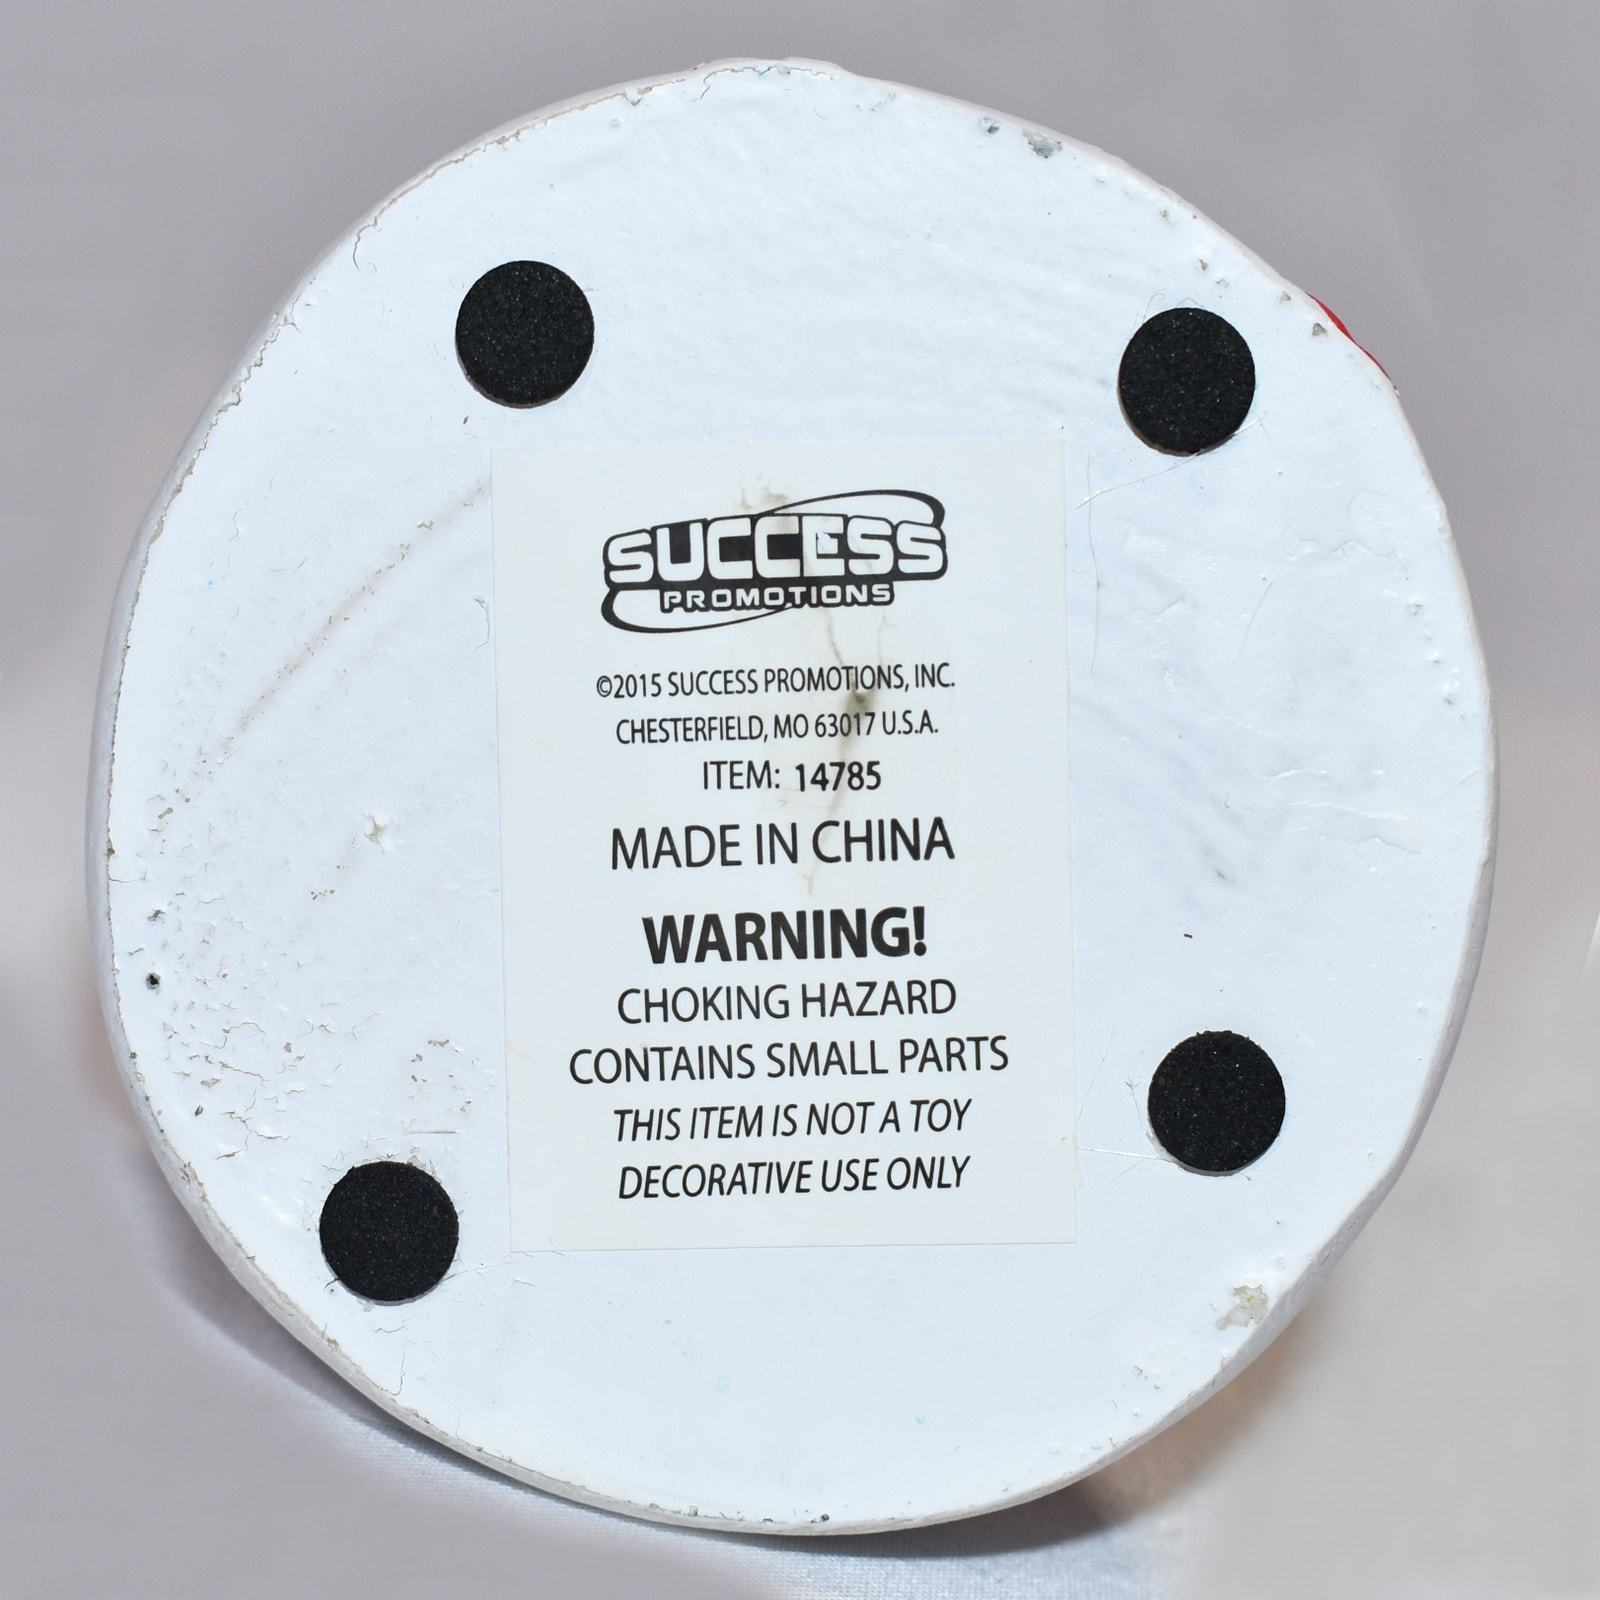 SUCCESS
PROMOTIONS
©2015 SUCCESS PROMOTIONS, INC.
CHESTERFIELD, MO 63017 U.S.A.
ITEM: 14785
MADE IN CHINA
WARNING!
CHOKING HAZARD
CONTAINS SMALL PARTS
THIS ITEM IS NOT A TOY
DECORATIVE USE ONLY